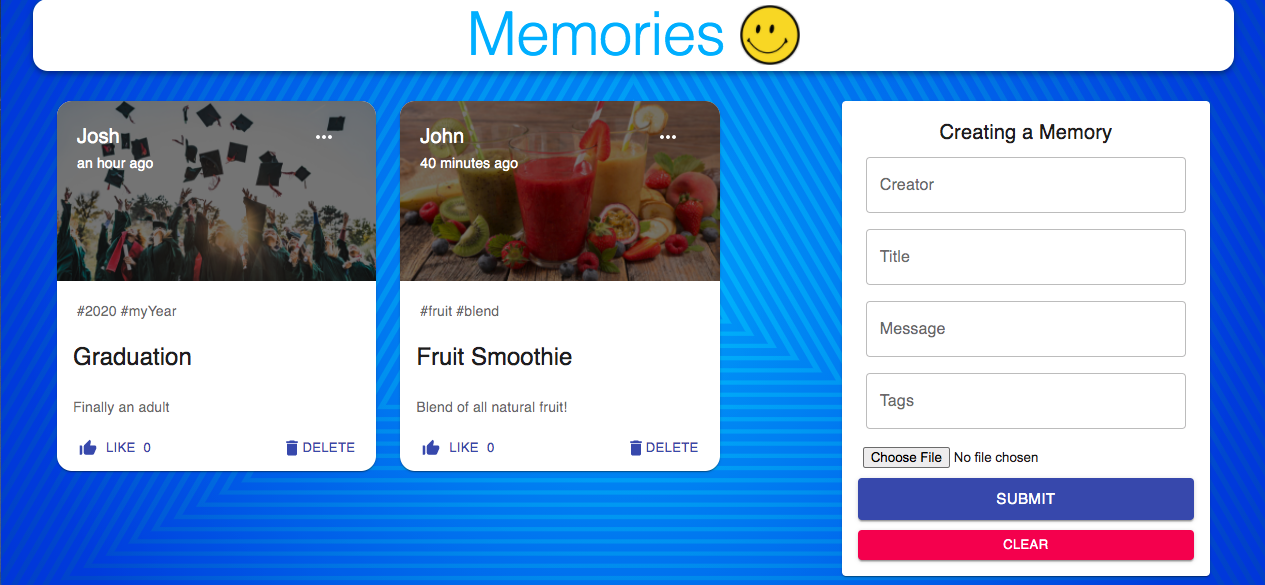 Memories
Josh
an hour ago
#2020 #myYear
Graduation
Finally an adult
LIKE 0
DELETE
John
40 minutes ago
#fruit #blend
Fruit Smoothie
Blend of all natural fruit!
LIKE 0
DELETE
Creating a Memory
Creator
Title
Message
Tags
Choose File No file chosen
SUBMIT
CLEAR